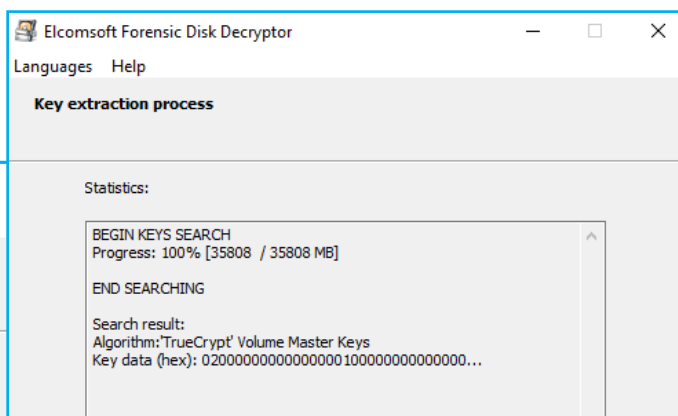 Elcomsoft Forensic Disk Decryptor
Languages Help
Key extraction process
Statistics:
BEGIN KEYS SEARCH
Progress: 100% [35808 / 35808 MB]
END SEARCHING
Search result:
Algorithm:'TrueCrypt' Volume Master Keys
Key data (hex): 02000000000000000100000000000000...